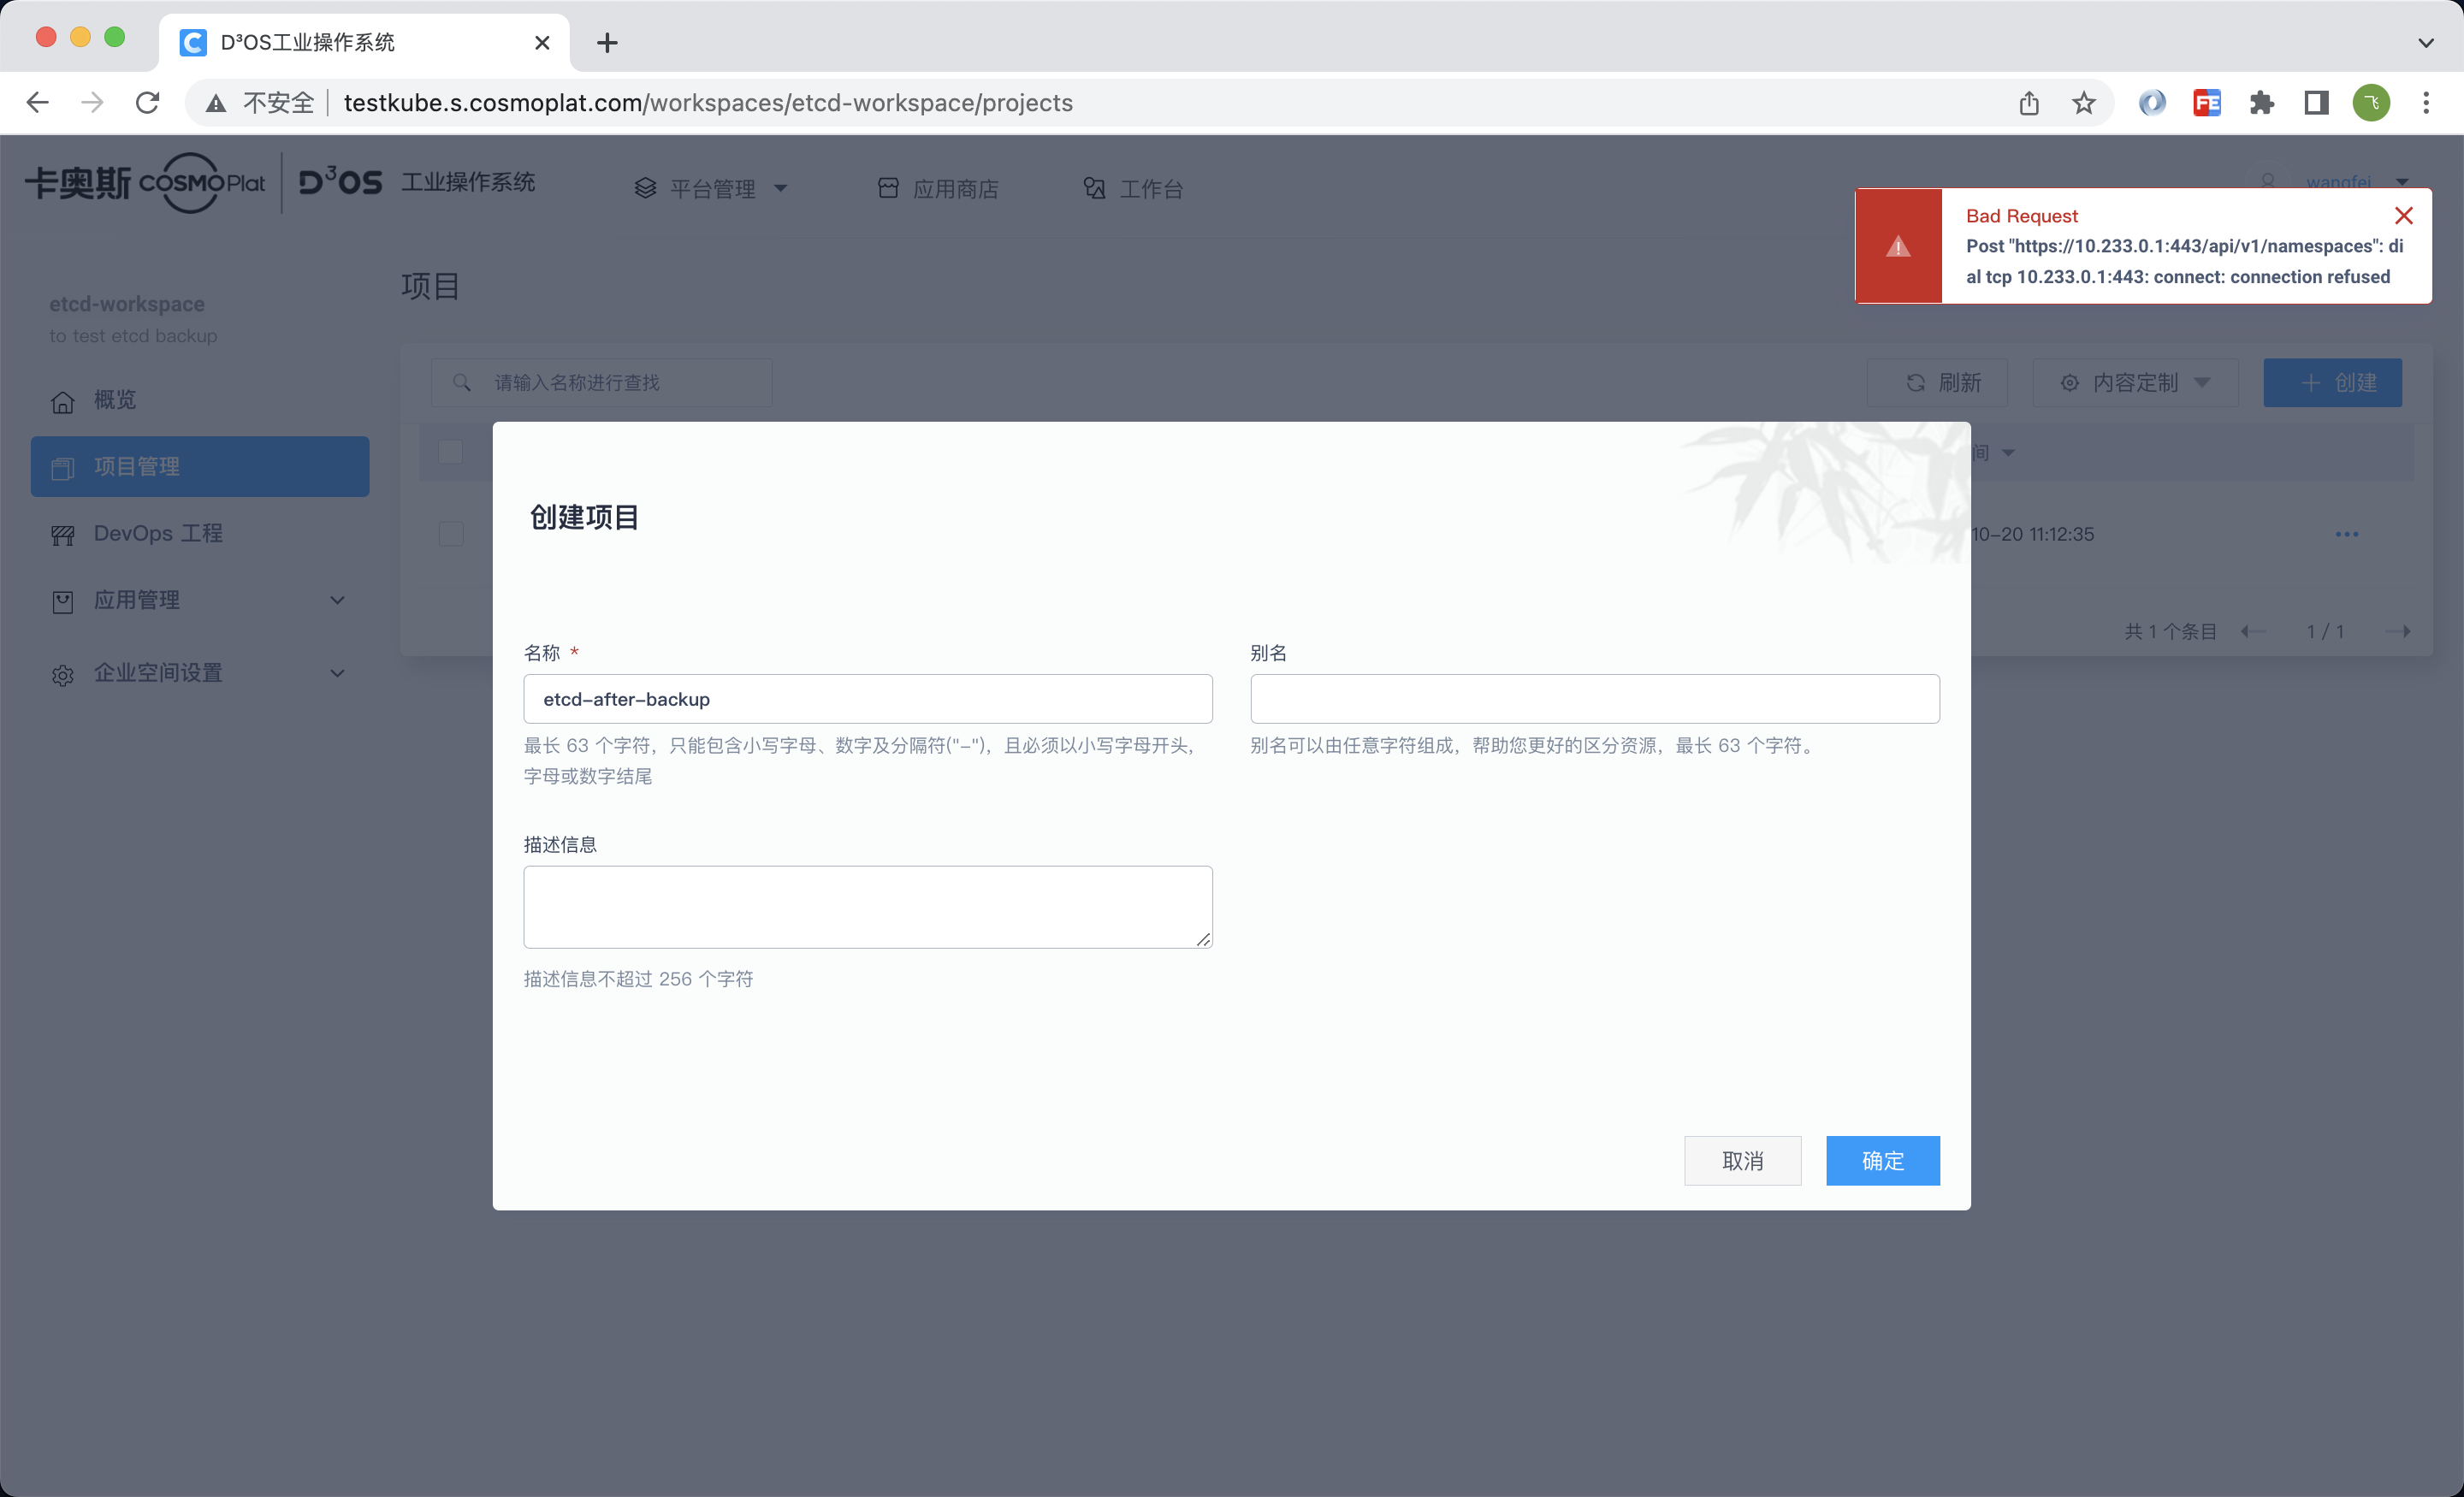 D³OS工业操作系统
不安全 testkube.s.cosmoplat.com/workspaces/etcd-workspace/projects
卡奥斯 COSMOPlat D³OS 工业操作系统
平台管理 应用商店 工作台 wangfei
Bad Request
Post "https://10.233.0.1:443/api/v1/namespaces": di
al tcp 10.233.0.1:443: connect: connection refused
etcd-workspace
to test etcd backup
概览
项目管理
DevOps 工程
应用管理
企业空间设置
项目
请输入名称进行查找 刷新 内容定制 创建
间
10-20 11:12:35
共 1 个条目 1 / 1
创建项目
名称 *
etcd-after-backup
最长 63 个字符，只能包含小写字母、数字及分隔符("-")，且必须以小写字母开头，
字母或数字结尾
别名
别名可以由任意字符组成，帮助您更好的区分资源，最长 63 个字符。
描述信息
描述信息不超过 256 个字符
取消 确定